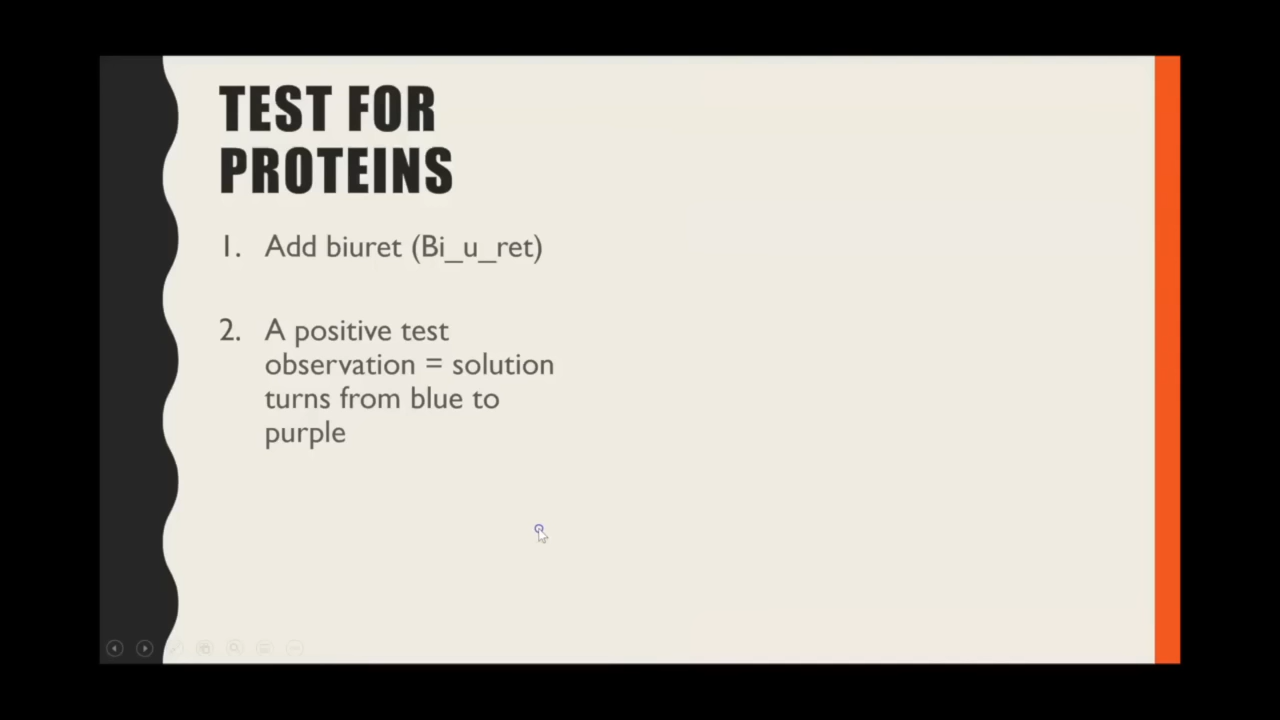 TEST FOR
PROTEINS
1. Add biuret (Bi_u_ret)
2. A positive test
observation = solution
turns from blue to
purple